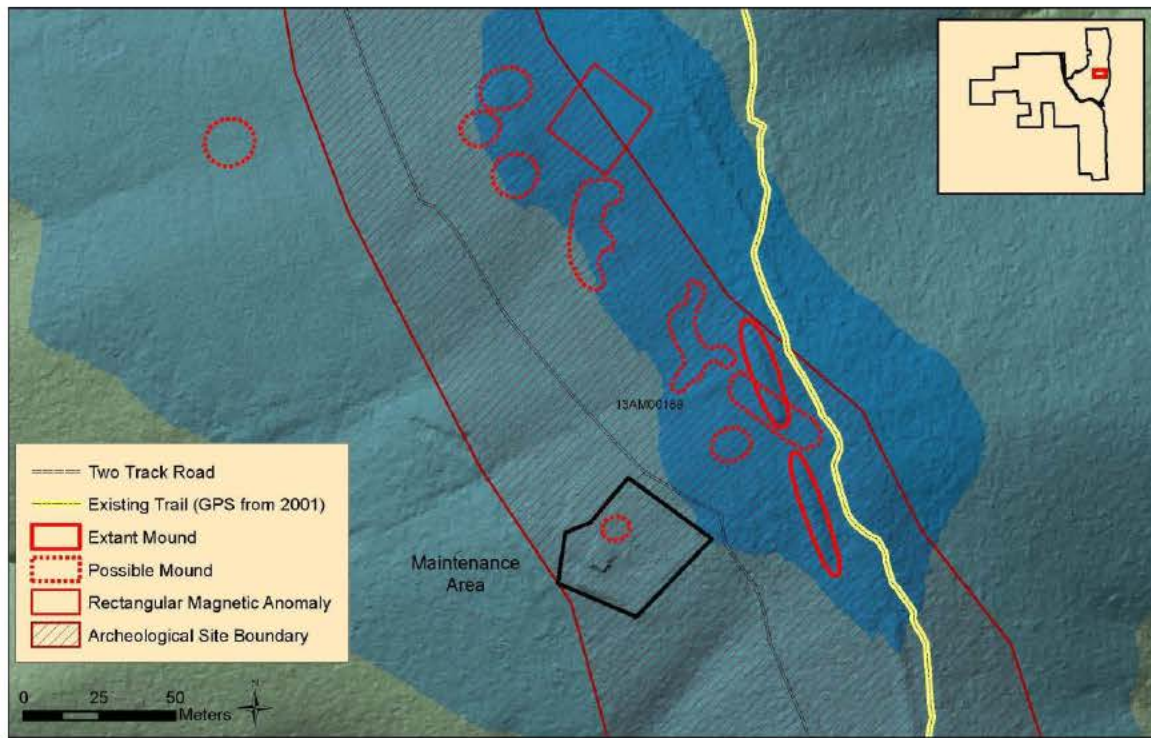 13AM00189
Maintenance
Area
Two Track Road
Existing Trail (GPS from 2001)
Extant Mound
Possible Mound
Rectangular Magnetic Anomaly
Archeological Site Boundary
0 25 50
Meters
N